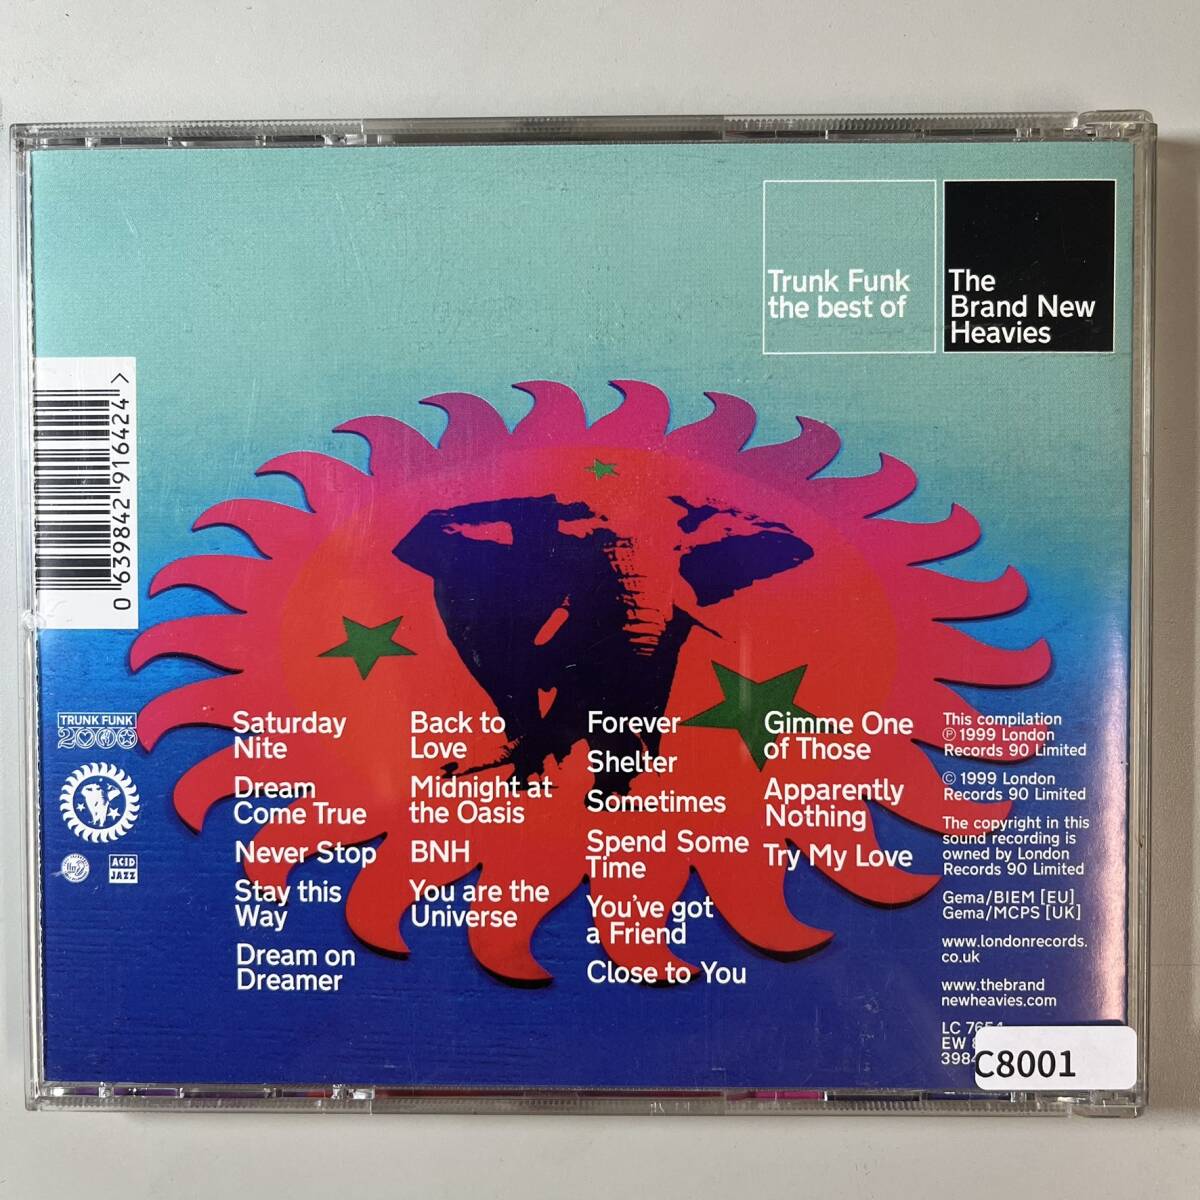 Trunk Funk
the best of
The
Brand New
Heavies
0 639842 916424 >
TRUNK FUNK
2000
ACID
JAZZ
Saturday
Nite
Dream
Come True
Never Stop
Stay this
Way
Dream on
Dreamer
Back to
Love
Midnight at
the Oasis
BNH
You are the
Universe
Forever
Shelter
Sometimes
Spend Some
Time
You've got
a Friend
Close to You
Gimme One
of Those
Apparently
Nothing
Try My Love
This compilation
℗ 1999 London
Records 90 Limited
© 1999 London
Records 90 Limited
The copyright in this
sound recording is
owned by London
Records 90 Limited
Gema/BIEM [EU]
Gema/MCPS [UK]
www.londonrecords.
co.uk
www.thebrand
newheavies.com
LC 7654
EW
3984
C8001